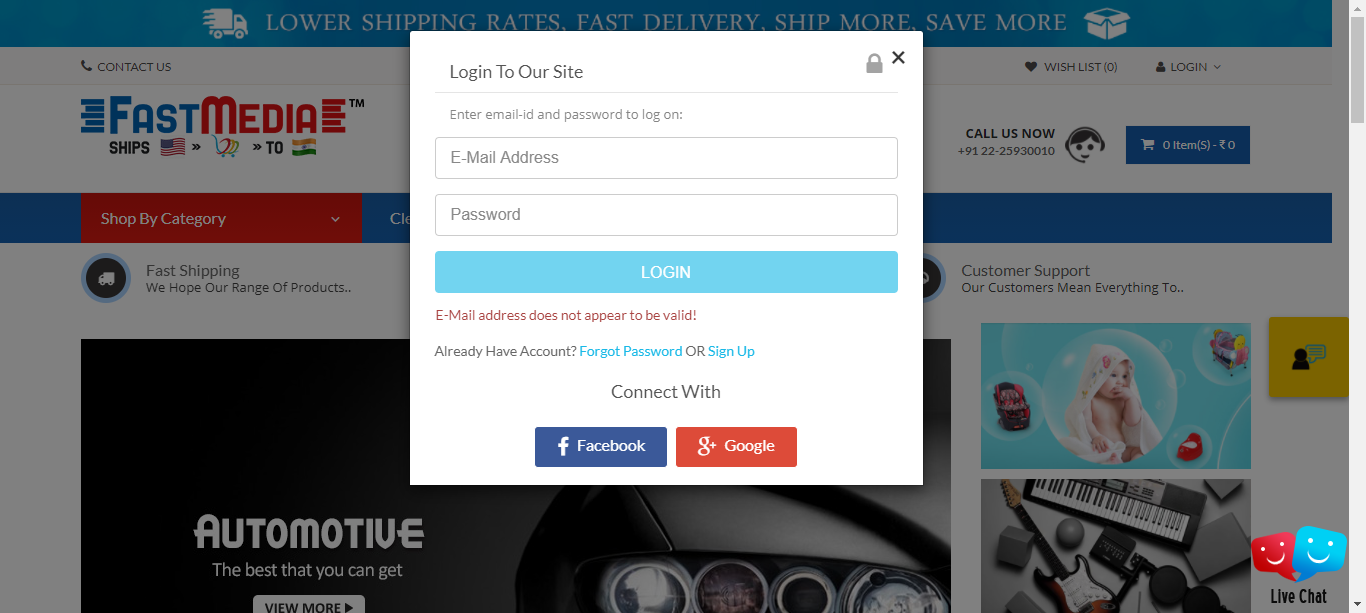 LOWER SHIPPING RATES, FAST DELIVERY, SHIP MORE, SAVE MORE
CONTACT US
WISH LIST (0)
LOGIN
FASTMEDIA™
SHIPS » » TO
CALL US NOW
+91 22-25930010
0 Item(S) - ₹ 0
Shop By Category
Cle
Fast Shipping
We Hope Our Range Of Products..
Customer Support
Our Customers Mean Everything To..
Login To Our Site
×
Enter email-id and password to log on:
E-Mail Address
Password
LOGIN
E-Mail address does not appear to be valid!
Already Have Account? Forgot Password OR Sign Up
Connect With
Facebook
g+ Google
AUTOMOTIVE
The best that you can get
VIEW MORE
Live Chat